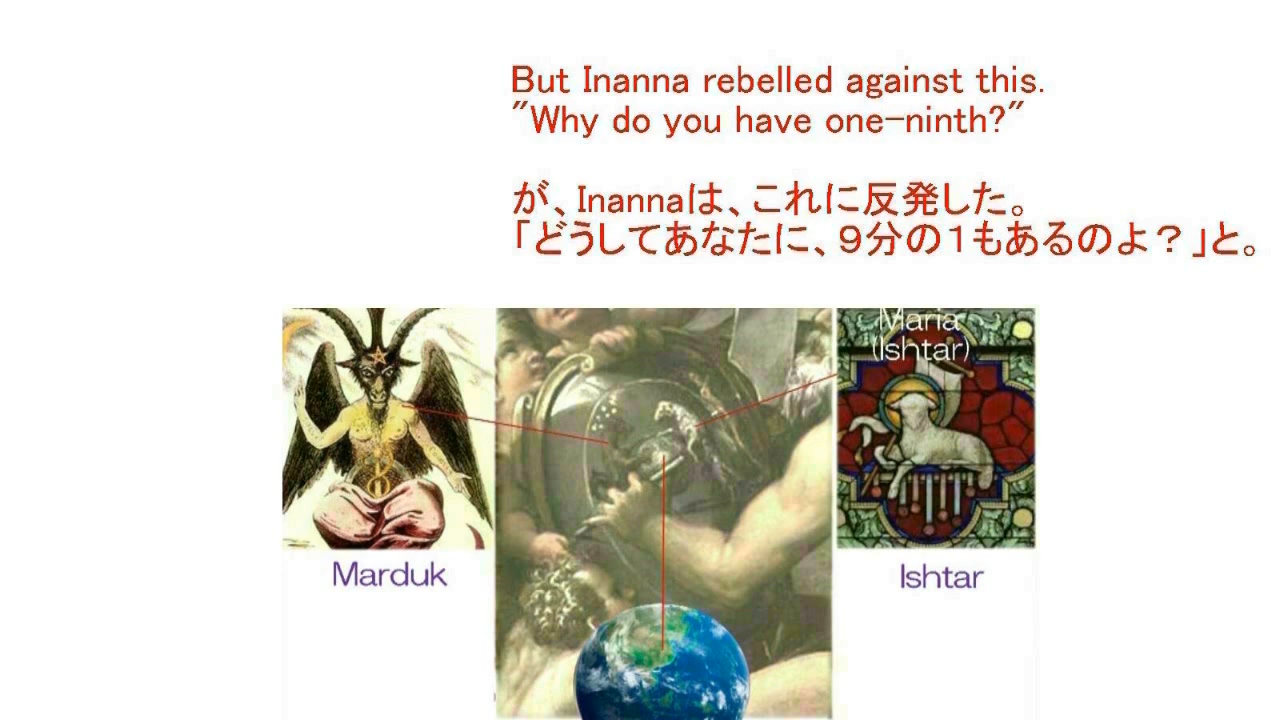 But Inanna rebelled against this.
"Why do you have one-ninth?"
が、Inannaは、これに反発した。
「どうしてあなたに、９分の１もあるのよ？」と。
Maria
(Ishtar)
Marduk
Ishtar